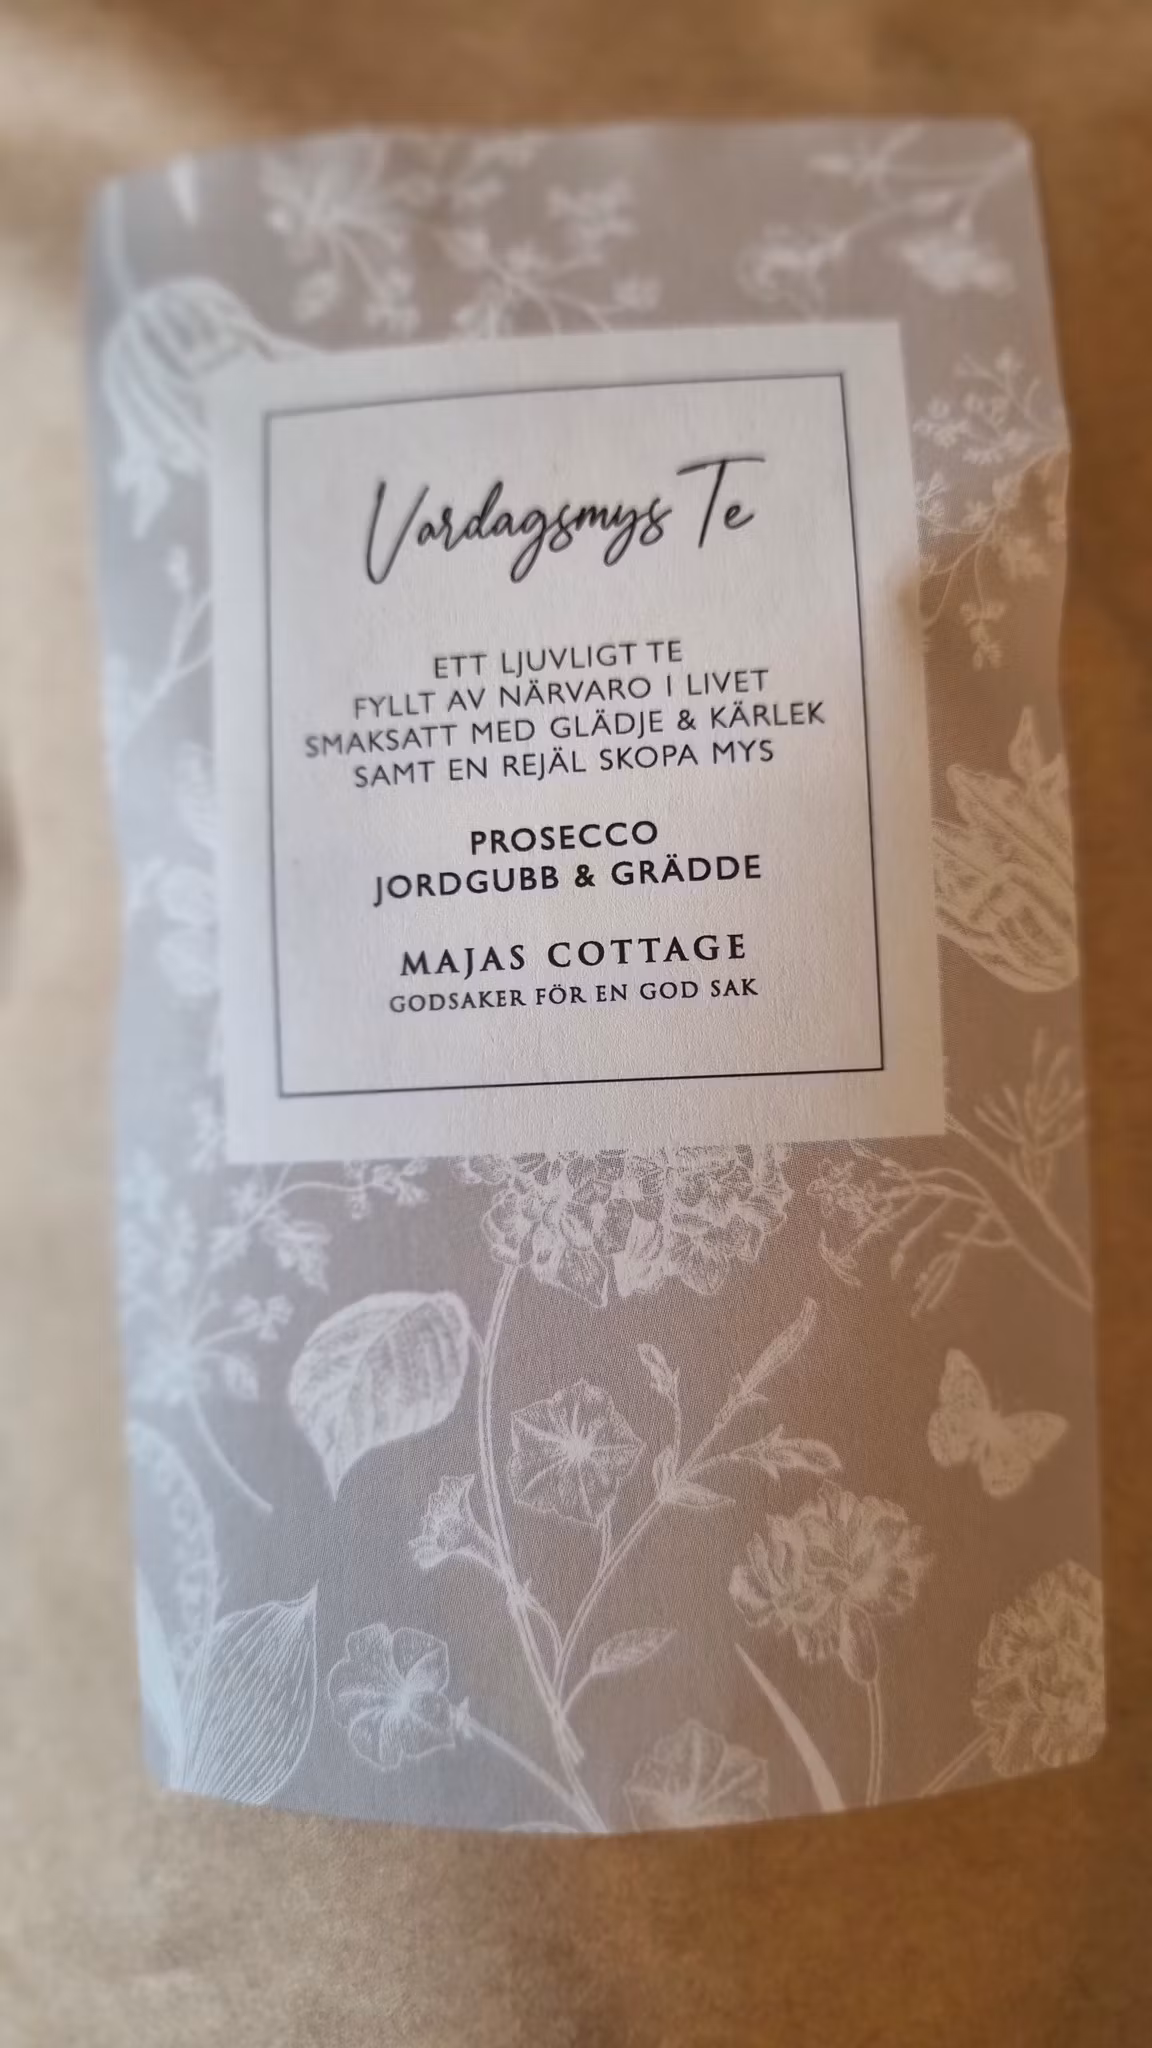 Vardagsmys Te
ETT LJUVLIGT TE
FYLLT AV NÄRVARO I LIVET
SMAKSATT MED GLÄDJE & KÄRLEK
SAMT EN REJÄL SKOPA MYS
PROSECCO
JORDGUBB & GRÄDDE
MAJAS COTTAGE
GODSAKER FÖR EN GOD SAK